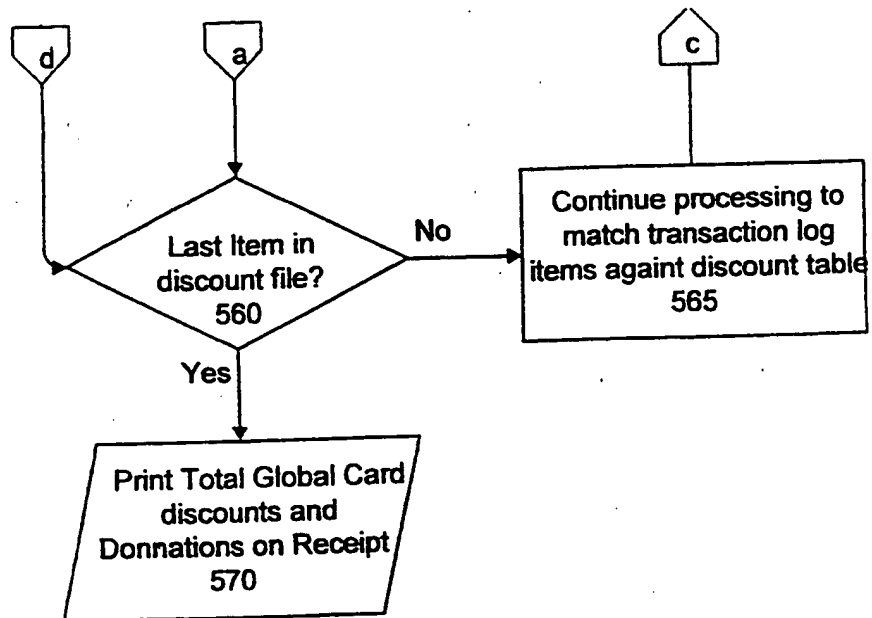 d
a
c
Last Item in
discount file?
560
No
Yes
Continue processing to
match transaction log
items againt discount table
565
Print Total Global Card
discounts and
Donnations on Receipt
570